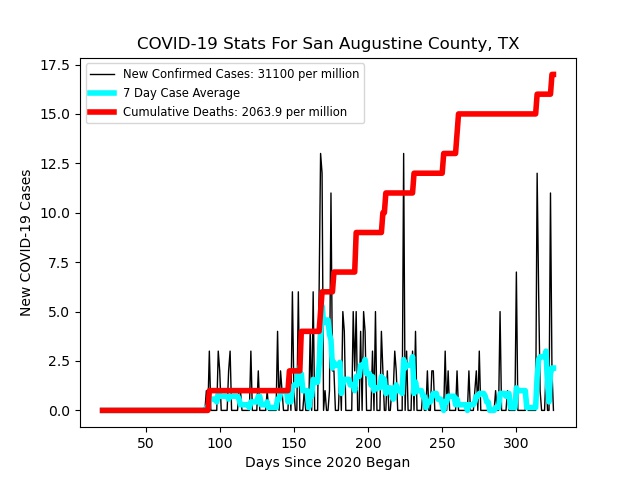 COVID-19 Stats For San Augustine County, TX
New Confirmed Cases: 31100 per million
7 Day Case Average
Cumulative Deaths: 2063.9 per million
New COVID-19 Cases
17.5
15.0
12.5
10.0
7.5
5.0
2.5
0.0
50 100 150 200 250 300
Days Since 2020 Began